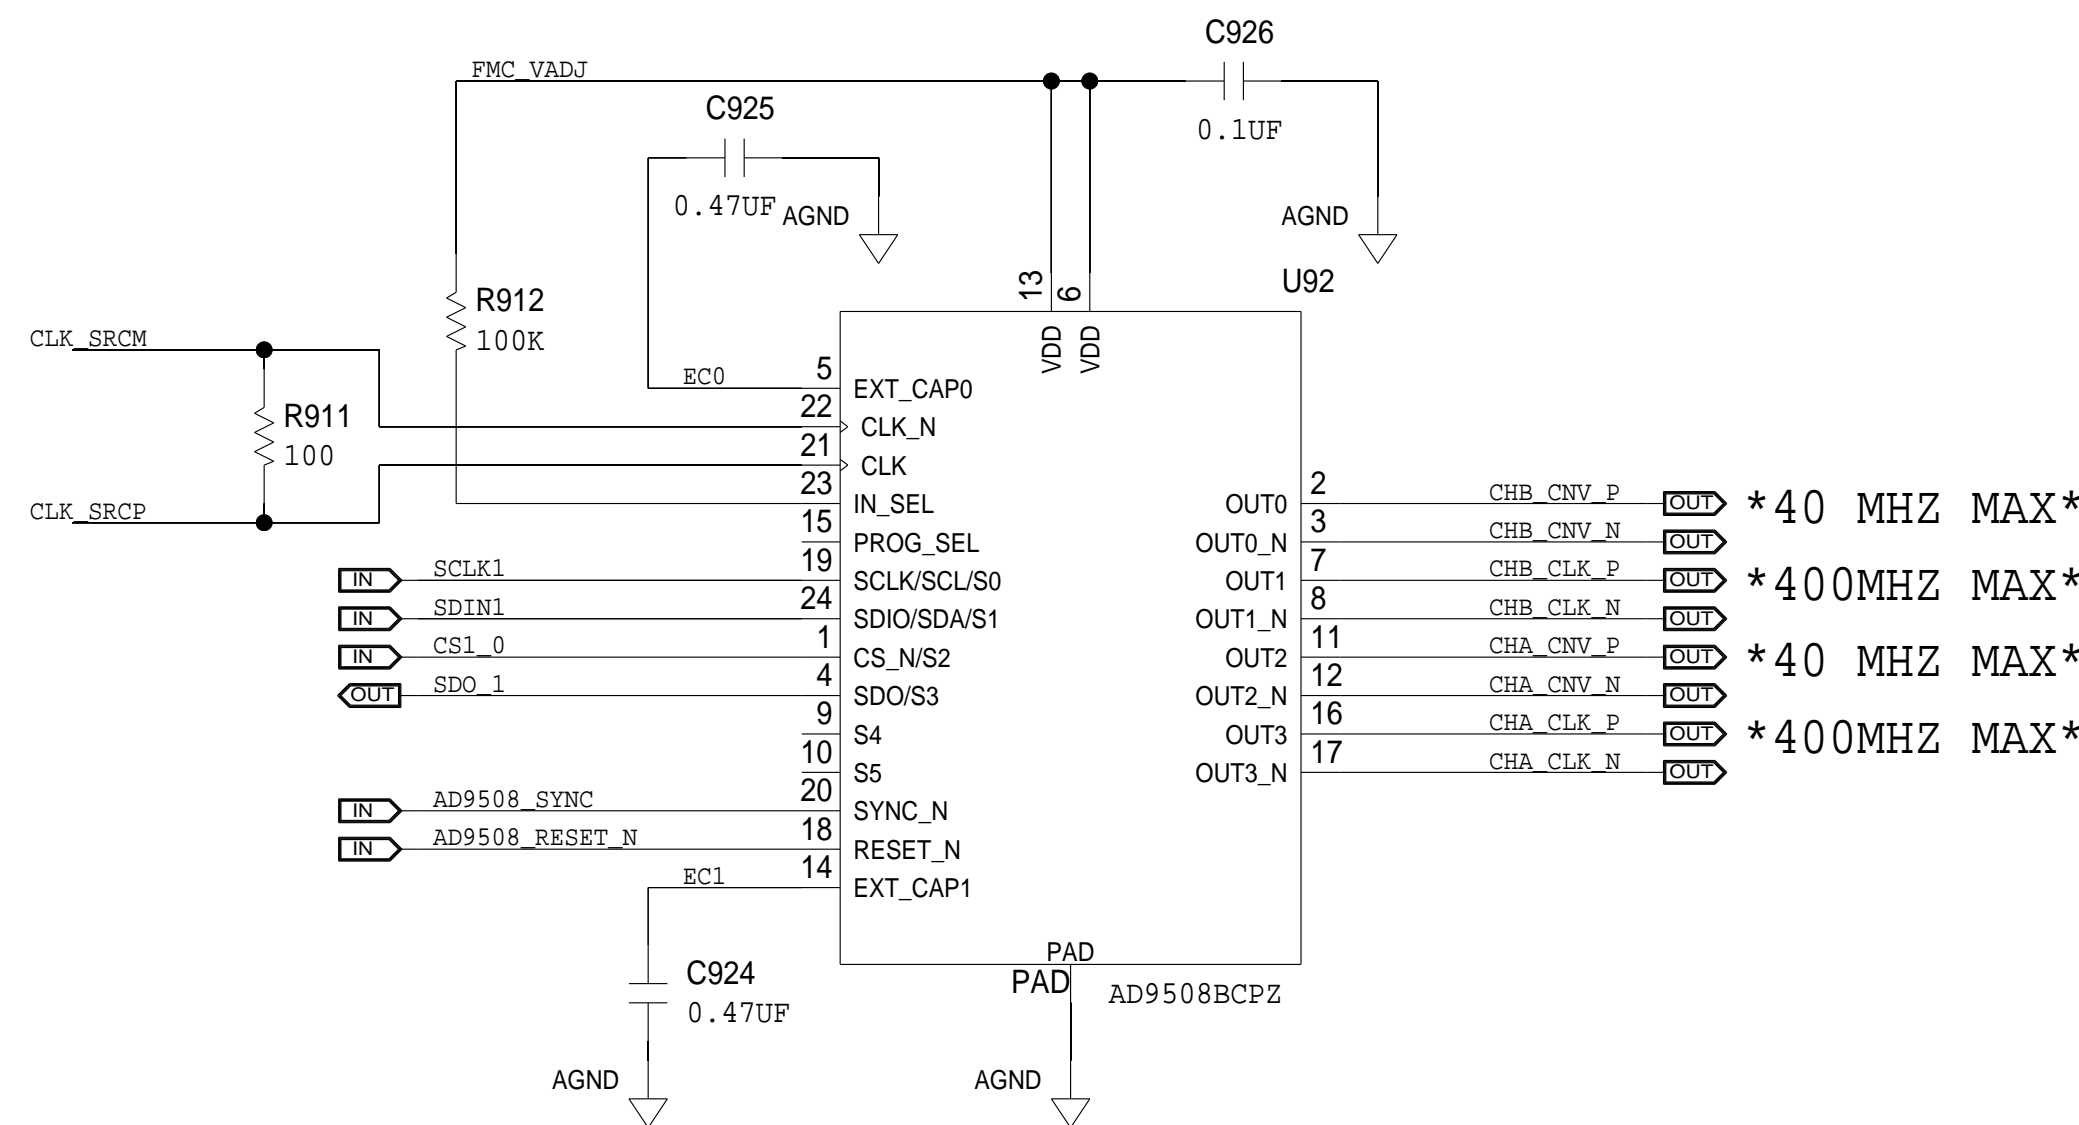 C926
FMC_VADJ
C925
0.1UF
0.47UF
AGND
AGND
U92
13
6
R912
100K
CLK_SRCM
VDD
VDD
EC0
5
EXT_CAP0
22
CLK_N
R911
100
21
CLK
23
IN_SEL
CLK_SRCP
15
PROG_SEL
19
IN
SCLK1
SCLK/SCL/S0
24
IN
SDIN1
SDIO/SDA/S1
1
IN
CS1_0
CS_N/S2
4
OUT
SDO_1
SDO/S3
9
S4
10
S5
20
IN
AD9508_SYNC
SYNC_N
18
IN
AD9508_RESET_N
RESET_N
14
EC1
EXT_CAP1
OUT0
2
CHB_CNV_P
OUT
*40 MHZ MAX*
OUT0_N
3
CHB_CNV_N
OUT
OUT1
7
CHB_CLK_P
OUT
*400MHZ MAX*
OUT1_N
8
CHB_CLK_N
OUT
OUT2
11
CHA_CNV_P
OUT
*40 MHZ MAX*
OUT2_N
12
CHA_CNV_N
OUT
OUT3
16
CHA_CLK_P
OUT
*400MHZ MAX*
OUT3_N
17
CHA_CLK_N
OUT
PAD
PAD
AD9508BCPZ
C924
0.47UF
AGND
AGND